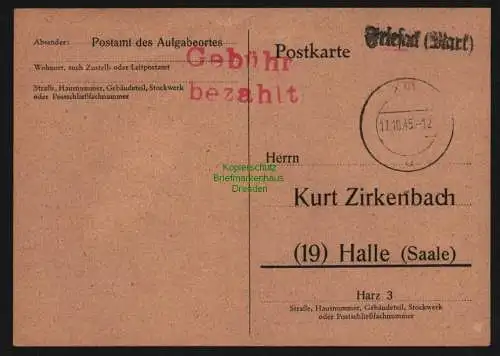 Absender: Postamt des Aufgabeortes
Wohnort, auch Zustell- oder Leitpostamt
Straße, Hausnummer, Gebäudeteil, Stockwerk
oder Postschließfachnummer
Gebühr
bezahlt
Postkarte
Friesack (Mark)
17.10.45.-12
a
Kopierschutz
Briefmarkenhaus
Dresden
Herrn
Kurt Zirkenbach
(19) Halle (Saale)
Harz 3
Straße, Hausnummer, Gebäudeteil, Stockwerk
oder Postschließfachnummer